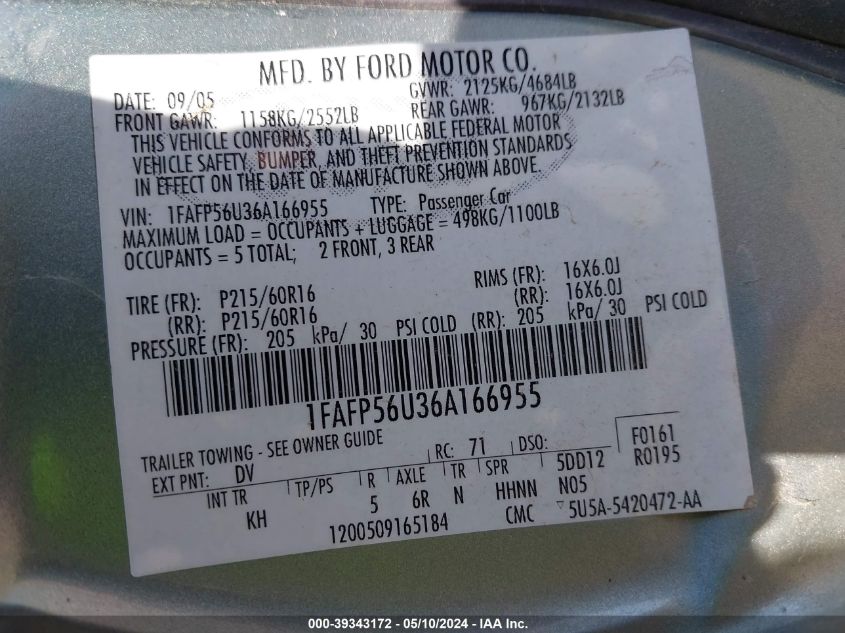 MFD. BY FORD MOTOR CO.
DATE: 09/05 GVWR: 2125KG/4684LB
FRONT GAWR: 1158KG/2552LB REAR GAWR: 967KG/2132LB
THIS VEHICLE CONFORMS TO ALL APPLICABLE FEDERAL MOTOR
VEHICLE SAFETY, BUMPER, AND THEFT PREVENTION STANDARDS
IN EFFECT ON THE DATE OF MANUFACTURE SHOWN ABOVE.
VIN: 1FAFP56U36A166955 TYPE: Passenger Car
MAXIMUM LOAD = OCCUPANTS + LUGGAGE = 498KG/1100LB
OCCUPANTS = 5 TOTAL; 2 FRONT, 3 REAR
TIRE (FR): P215/60R16 RIMS (FR): 16X6.0J
(RR): P215/60R16 (RR): 16X6.0J
PRESSURE (FR): 205 kPa/ 30 PSI COLD (RR): 205 kPa/ 30 PSI COLD
1FAFP56U36A166955
TRAILER TOWING - SEE OWNER GUIDE
EXT PNT: DV RC: 71 DSO: F0161
INT TR TP/PS R AXLE TR SPR 5DD12 R0195
KH 5 6R N HHNN N05
1200509165184 CMC ▽5U5A-5420472-AA
000-39343172 - 05/10/2024 - IAA Inc.